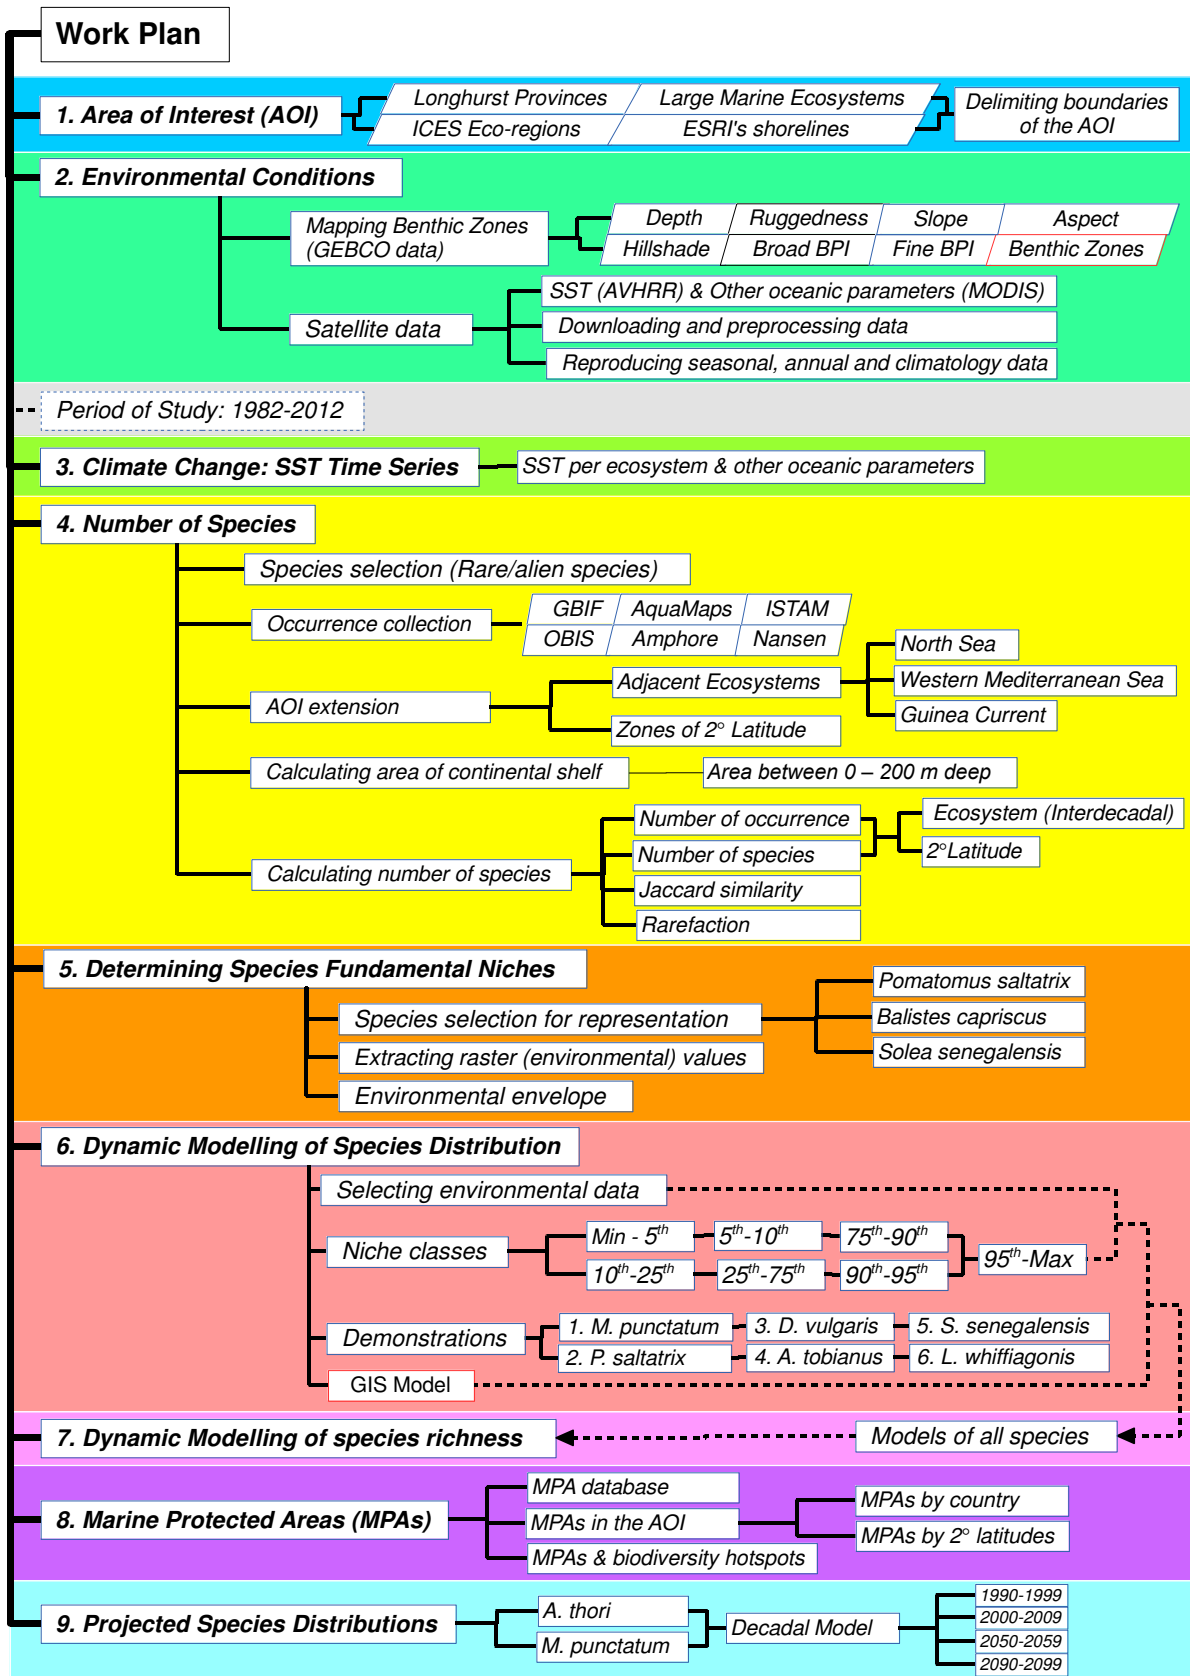 Work Plan
1. Area of Interest (AOI)
Longhurst Provinces
Large Marine Ecosystems
ICES Eco-regions
ESRI's shorelines
Delimiting boundaries
of the AOI
2. Environmental Conditions
Mapping Benthic Zones
(GEBCO data)
Depth
Ruggedness
Slope
Aspect
Hillshade
Broad BPI
Fine BPI
Benthic Zones
Satellite data
SST (AVHRR) & Other oceanic parameters (MODIS)
Downloading and preprocessing data
Reproducing seasonal, annual and climatology data
Period of Study: 1982-2012
3. Climate Change: SST Time Series
SST per ecosystem & other oceanic parameters
4. Number of Species
Species selection (Rare/alien species)
Occurrence collection
GBIF
AquaMaps
ISTAM
OBIS
Amphore
Nansen
AOI extension
Adjacent Ecosystems
North Sea
Western Mediterranean Sea
Guinea Current
Zones of 2° Latitude
Calculating area of continental shelf
Area between 0 – 200 m deep
Calculating number of species
Number of occurrence
Number of species
Jaccard similarity
Rarefaction
Ecosystem (Interdecadal)
2°Latitude
5. Determining Species Fundamental Niches
Species selection for representation
Pomatomus saltatrix
Balistes capriscus
Solea senegalensis
Extracting raster (environmental) values
Environmental envelope
6. Dynamic Modelling of Species Distribution
Selecting environmental data
Niche classes
Min - 5th
5th-10th
75th-90th
10th-25th
25th-75th
90th-95th
95th-Max
Demonstrations
1. M. punctatum
3. D. vulgaris
5. S. senegalensis
2. P. saltatrix
4. A. tobianus
6. L. whiffiagonis
GIS Model
7. Dynamic Modelling of species richness
Models of all species
8. Marine Protected Areas (MPAs)
MPA database
MPAs in the AOI
MPAs & biodiversity hotspots
MPAs by country
MPAs by 2° latitudes
9. Projected Species Distributions
A. thori
M. punctatum
Decadal Model
1990-1999
2000-2009
2050-2059
2090-2099